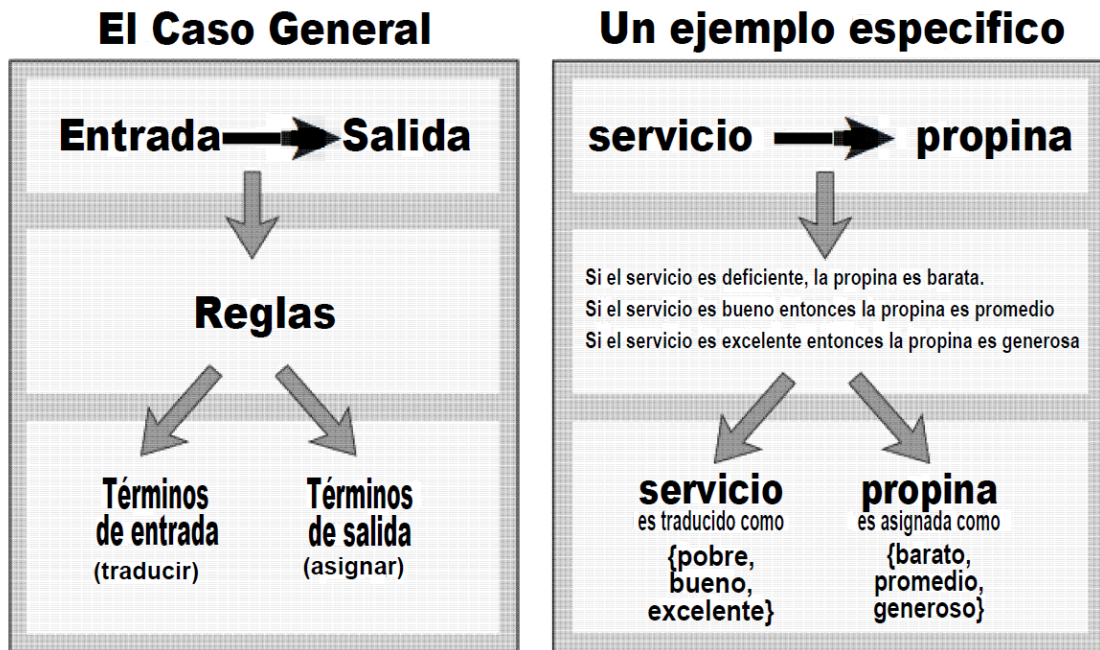 El Caso General
Entrada Salida
Reglas
Términos
de entrada
(traducir)
Términos
de salida
(asignar)
Un ejemplo especifico
servicio propina
Si el servicio es deficiente, la propina es barata.
Si el servicio es bueno entonces la propina es promedio
Si el servicio es excelente entonces la propina es generosa
servicio
es traducido como
{pobre,
bueno,
excelente}
propina
es asignada como
{barato,
promedio,
generoso}